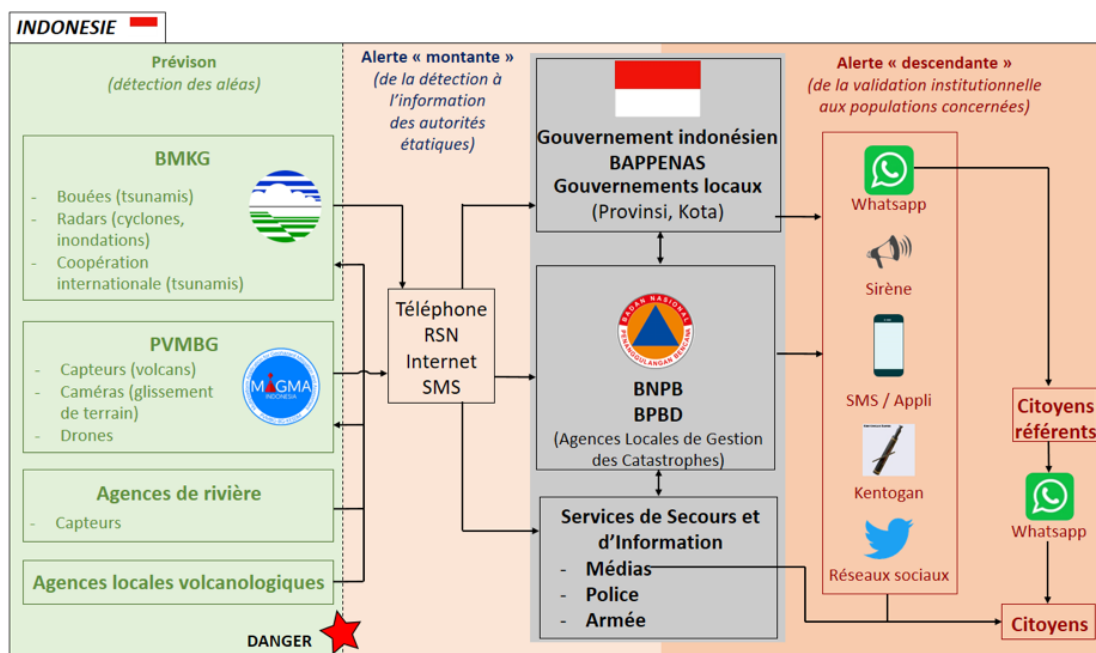 INDONESIE
Prévison
(détection des aléas)
BMKG
- Bouées (tsunamis)
- Radars (cyclones,
inondations)
- Coopération
internationale (tsunamis)
PVMBG
- Capteurs (volcans)
- Caméras (glissement
de terrain)
- Drones
MAGMA
INDONESIA
Agences de rivière
- Capteurs
Agences locales volcanologiques
DANGER
Alerte « montante »
(de la détection à
l’information
des autorités
étatiques)
Téléphone
RSN
Internet
SMS
Gouvernement indonésien
BAPPENAS
Gouvernements locaux
(Provinsi, Kota)
BADAN NASIONAL
PENANGGULANGAN BENCANA
BNPB
BPBD
(Agences Locales de Gestion
des Catastrophes)
Services de Secours et
d’Information
- Médias
- Police
- Armée
Alerte « descendante »
(de la validation institutionnelle
aux populations concernées)
Whatsapp
Sirène
SMS / Appli
Kentogan
Réseaux sociaux
Citoyens
référents
Whatsapp
Citoyens